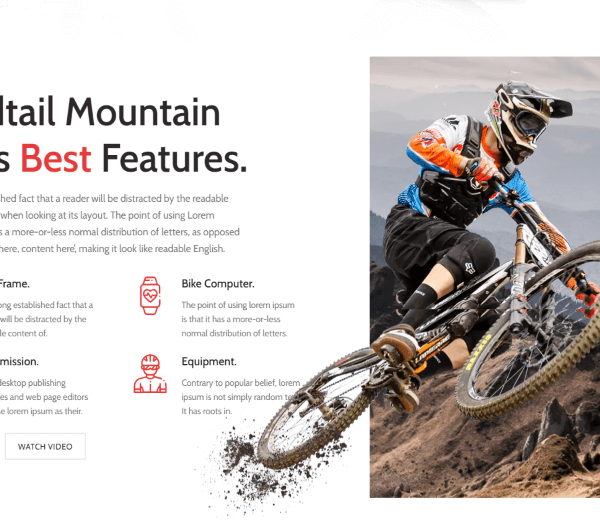 ltail Mountain
s Best Features.
hed fact that a reader will be distracted by the readable
when looking at its layout. The point of using Lorem
s a more-or-less normal distribution of letters, as opposed
here, content here', making it look like readable English.
Frame.
ong established fact that a
will be distracted by the
le content of.
Bike Computer.
The point of using lorem ipsum
is that it has a more-or-less
normal distribution of letters.
mission.
desktop publishing
es and web page editors
e lorem ipsum as their.
Equipment.
Contrary to popular belief, lorem
ipsum is not simply random te
It has roots in.
WATCH VIDEO